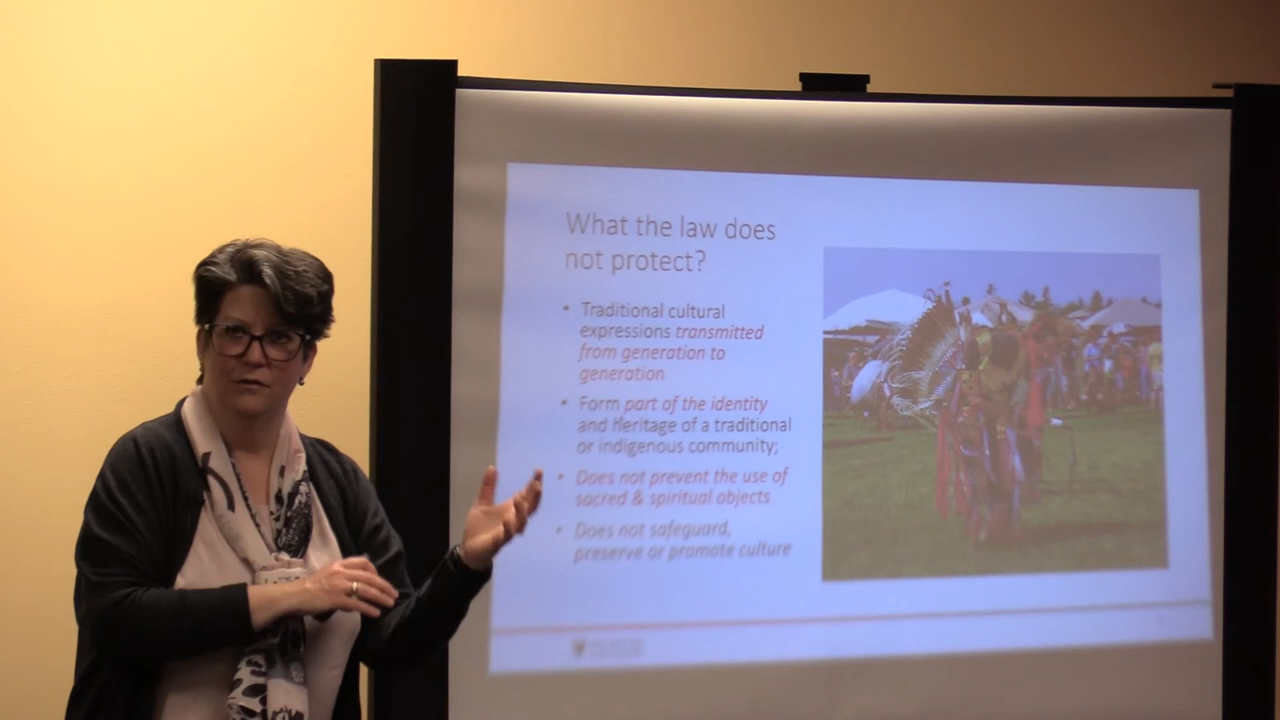 What the law does
not protect?
• Traditional cultural
expressions transmitted
from generation to
generation
• Form part of the identity
and Heritage of a traditional
or indigenous community;
• Does not prevent the use of
sacred & spiritual objects
• Does not safeguard,
preserve or promote culture